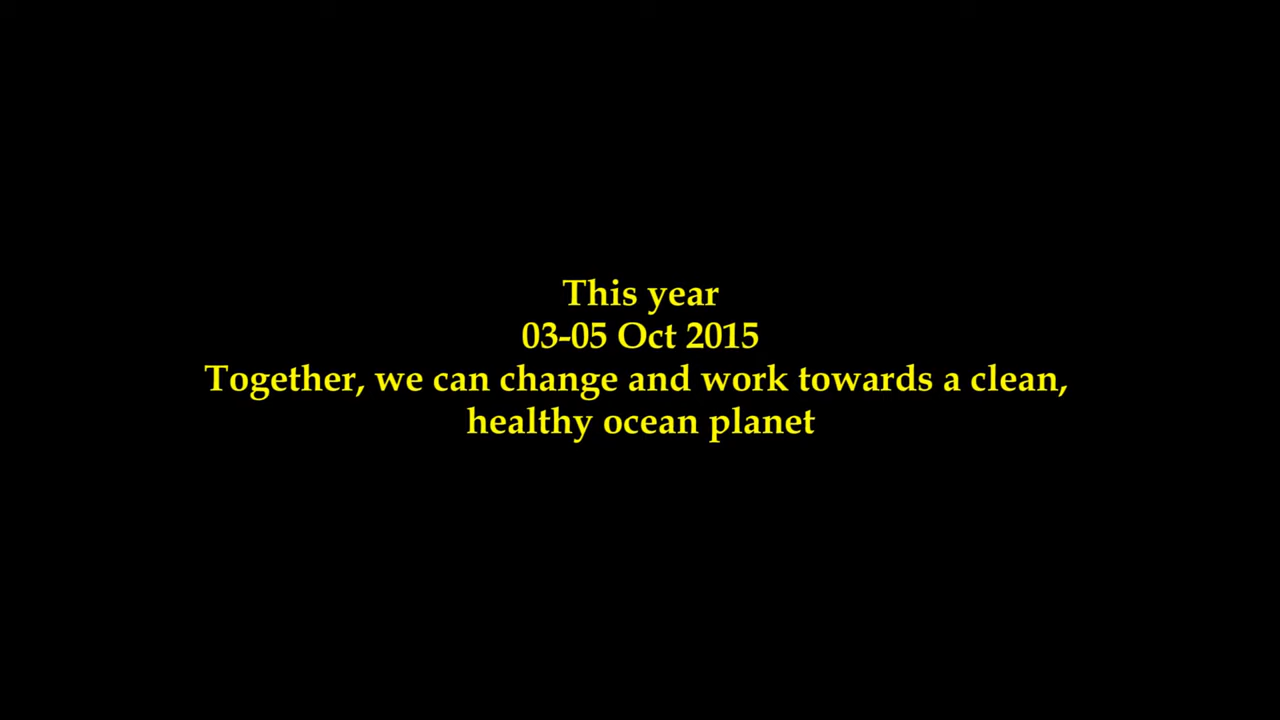 This year
03-05 Oct 2015
Together, we can change and work towards a clean,
healthy ocean planet